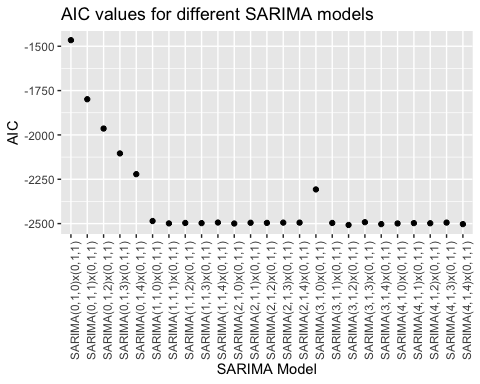 AIC values for different SARIMA models
AIC
-1500
-1750
-2000
-2250
-2500
SARIMA(0,1,0)x(0,1,1)
SARIMA(0,1,1)x(0,1,1)
SARIMA(0,1,2)x(0,1,1)
SARIMA(0,1,3)x(0,1,1)
SARIMA(0,1,4)x(0,1,1)
SARIMA(1,1,0)x(0,1,1)
SARIMA(1,1,1)x(0,1,1)
SARIMA(1,1,2)x(0,1,1)
SARIMA(1,1,3)x(0,1,1)
SARIMA(1,1,4)x(0,1,1)
SARIMA(2,1,0)x(0,1,1)
SARIMA(2,1,1)x(0,1,1)
SARIMA(2,1,2)x(0,1,1)
SARIMA(2,1,3)x(0,1,1)
SARIMA(2,1,4)x(0,1,1)
SARIMA(3,1,0)x(0,1,1)
SARIMA(3,1,1)x(0,1,1)
SARIMA(3,1,2)x(0,1,1)
SARIMA(3,1,3)x(0,1,1)
SARIMA(3,1,4)x(0,1,1)
SARIMA(4,1,0)x(0,1,1)
SARIMA(4,1,1)x(0,1,1)
SARIMA(4,1,2)x(0,1,1)
SARIMA(4,1,3)x(0,1,1)
SARIMA(4,1,4)x(0,1,1)
SARIMA Model